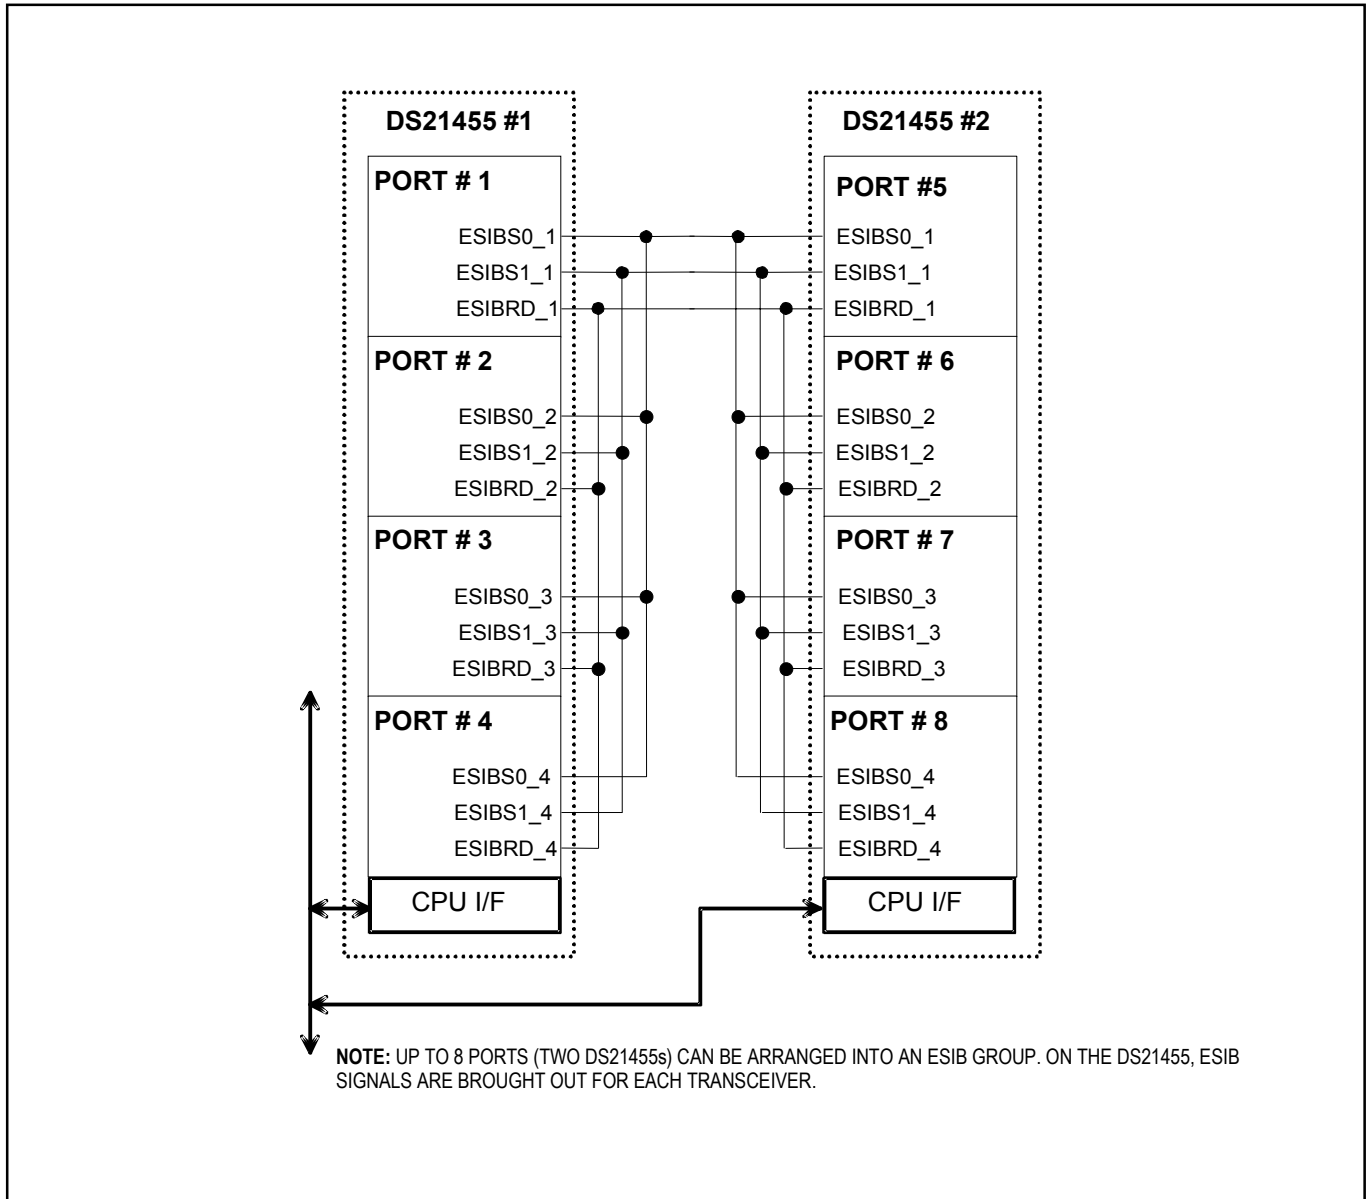 DS21455 #1
PORT # 1
ESIBS0_1
ESIBS1_1
ESIBRD_1
PORT # 2
ESIBS0_2
ESIBS1_2
ESIBRD_2
PORT # 3
ESIBS0_3
ESIBS1_3
ESIBRD_3
PORT # 4
ESIBS0_4
ESIBS1_4
ESIBRD_4
CPU I/F
DS21455 #2
PORT #5
ESIBS0_1
ESIBS1_1
ESIBRD_1
PORT # 6
ESIBS0_2
ESIBS1_2
ESIBRD_2
PORT # 7
ESIBS0_3
ESIBS1_3
ESIBRD_3
PORT # 8
ESIBS0_4
ESIBS1_4
ESIBRD_4
CPU I/F
NOTE: UP TO 8 PORTS (TWO DS21455s) CAN BE ARRANGED INTO AN ESIB GROUP. ON THE DS21455, ESIB
SIGNALS ARE BROUGHT OUT FOR EACH TRANSCEIVER.